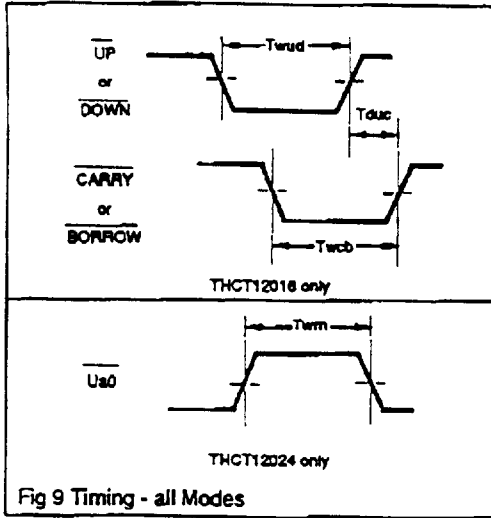 UP
or
DOWN
Twud
Tduc
CARRY
or
BORROW
Twcb
THCT12016 only
Ua0
Twrn
THCT12024 only
Fig 9 Timing - all Modes